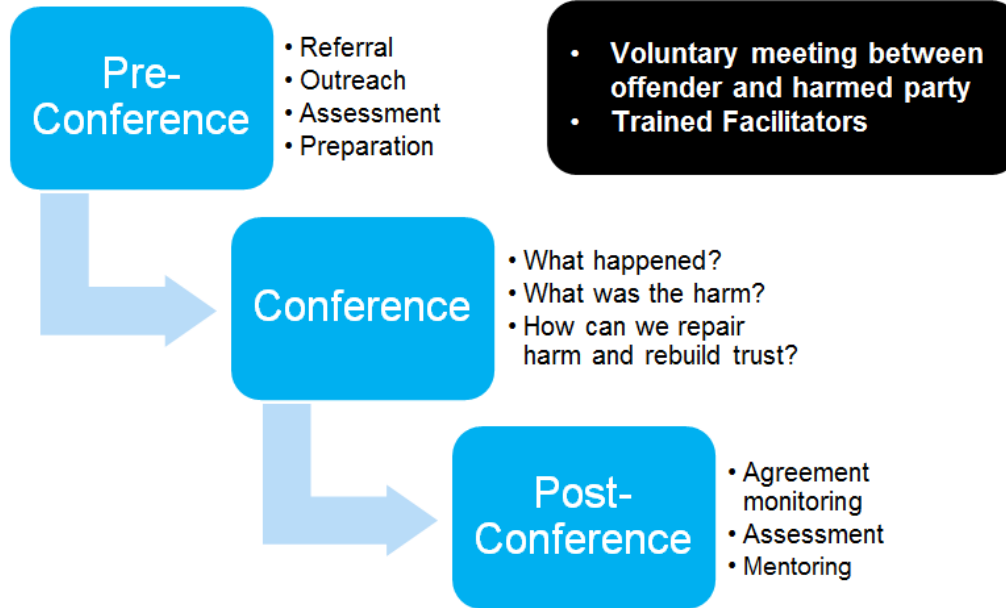 Pre-
Conference
• Referral
• Outreach
• Assessment
• Preparation
• Voluntary meeting between
offender and harmed party
• Trained Facilitators
Conference
• What happened?
• What was the harm?
• How can we repair
harm and rebuild trust?
Post-
Conference
• Agreement
monitoring
• Assessment
• Mentoring